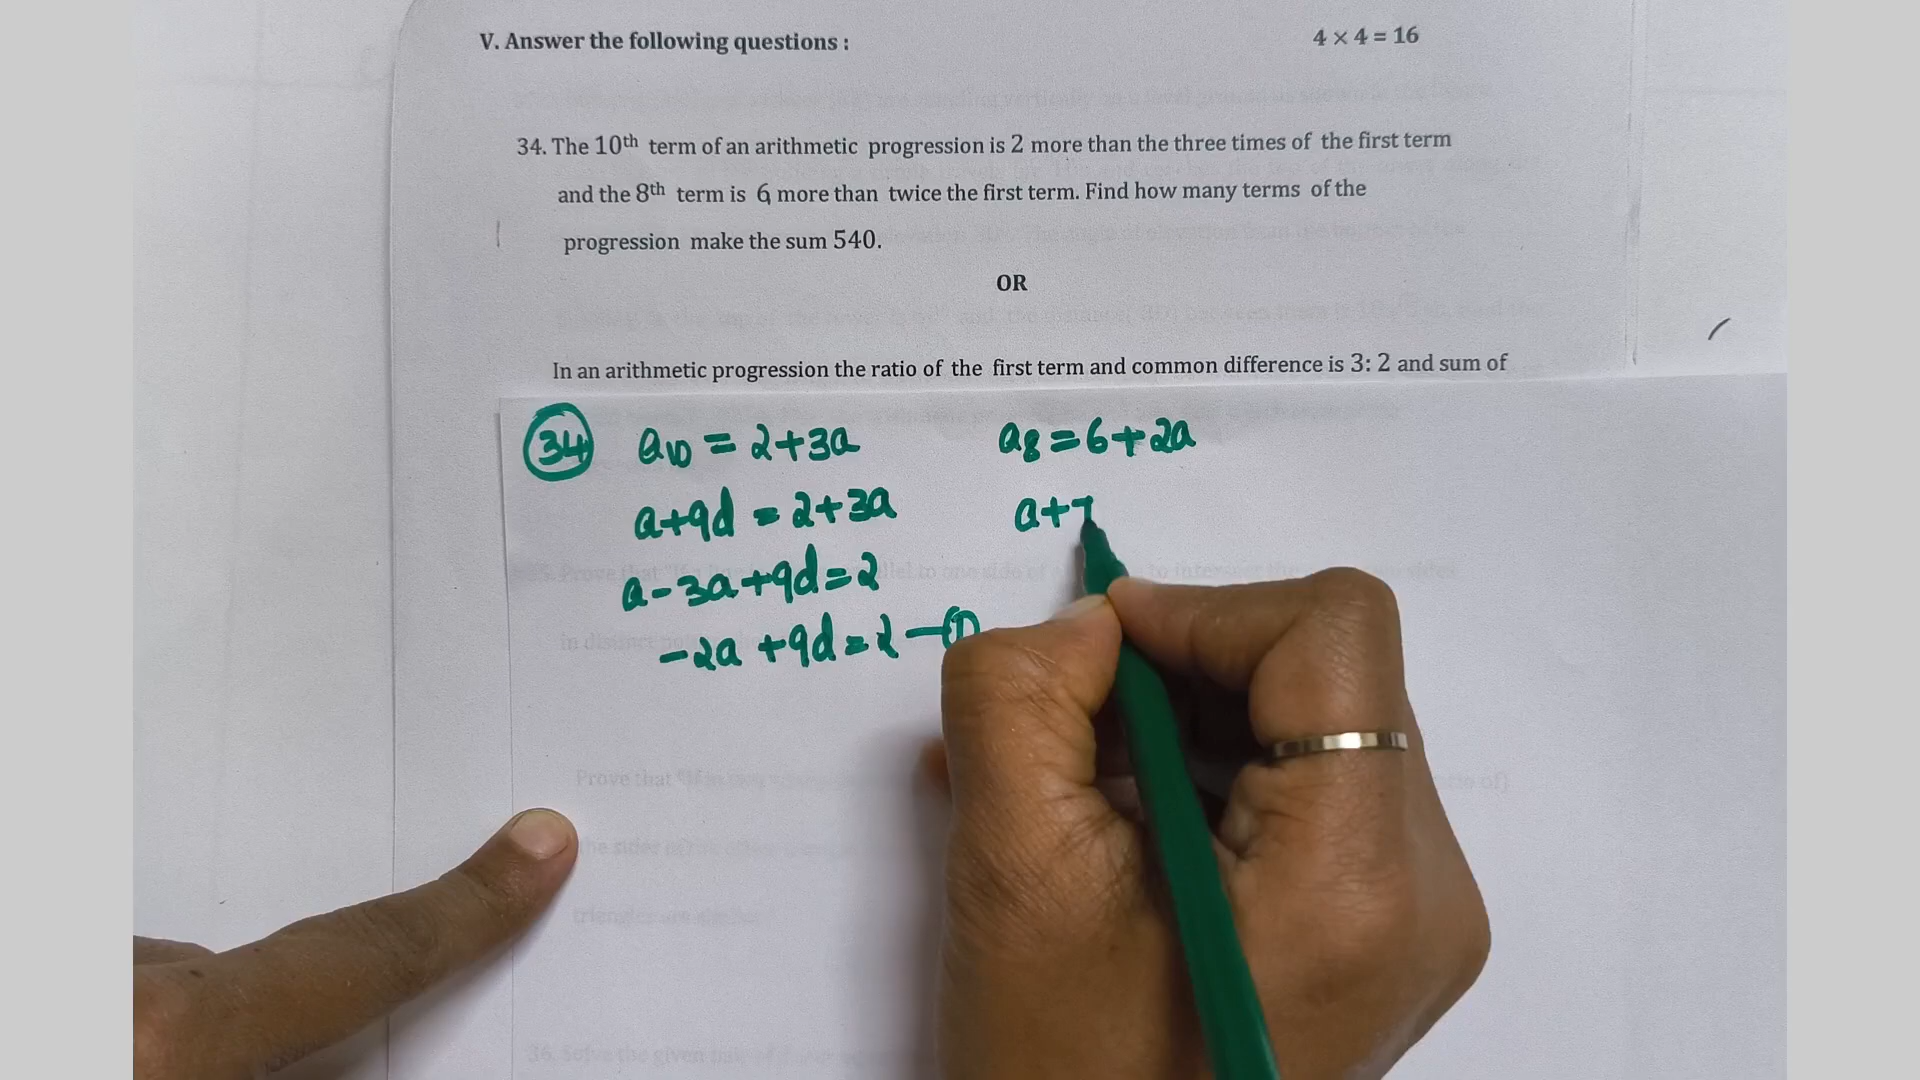 V. Answer the following questions : 4 × 4 = 16
34. The 10th term of an arithmetic progression is 2 more than the three times of the first term
and the 8th term is 6 more than twice the first term. Find how many terms of the
progression make the sum 540.
OR
In an arithmetic progression the ratio of the first term and common difference is 3: 2 and sum of
34 a10 = 2+3a a8 = 6+2a
a+9d = 2+3a a+7
a-3a+9d=2
-2a +9d=2 —①
Prove that